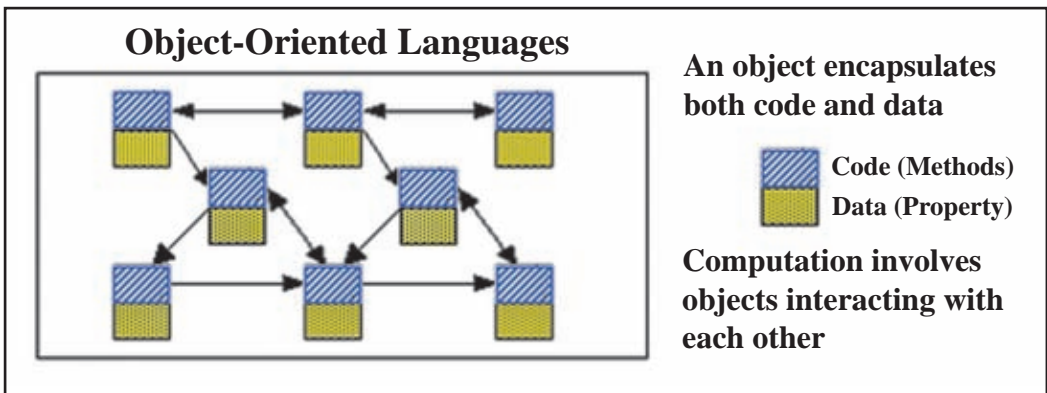 Object-Oriented Languages
An object encapsulates
both code and data
Code (Methods)
Data (Property)
Computation involves
objects interacting with
each other